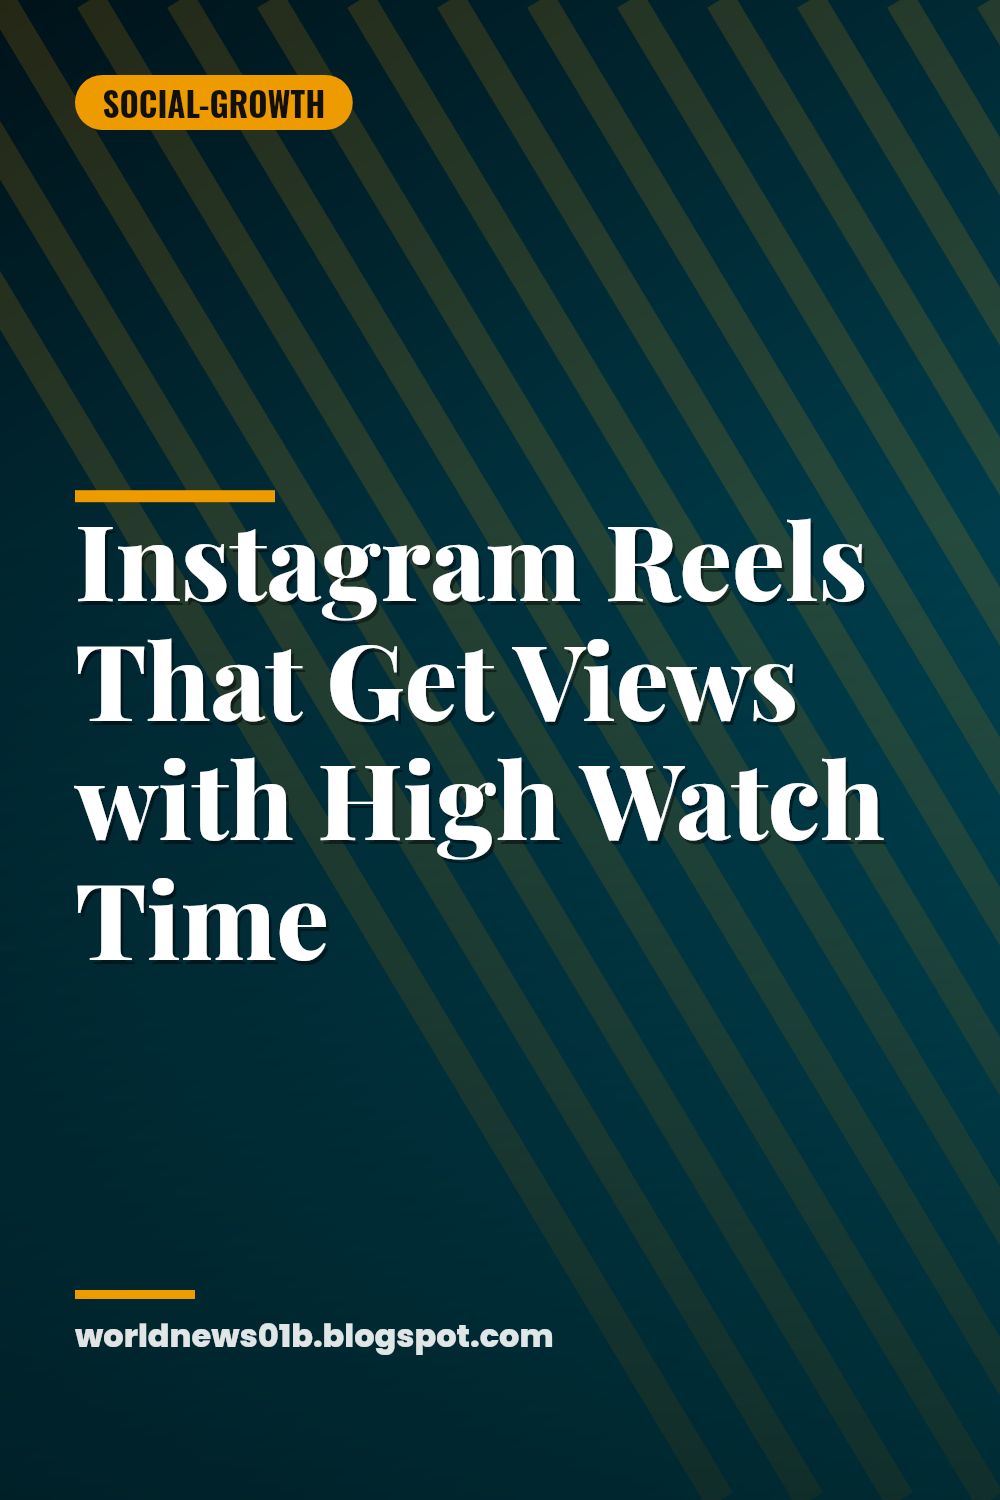 SOCIAL-GROWTH
Instagram Reels
That Get Views
with High Watch
Time
worldnews01b.blogspot.com